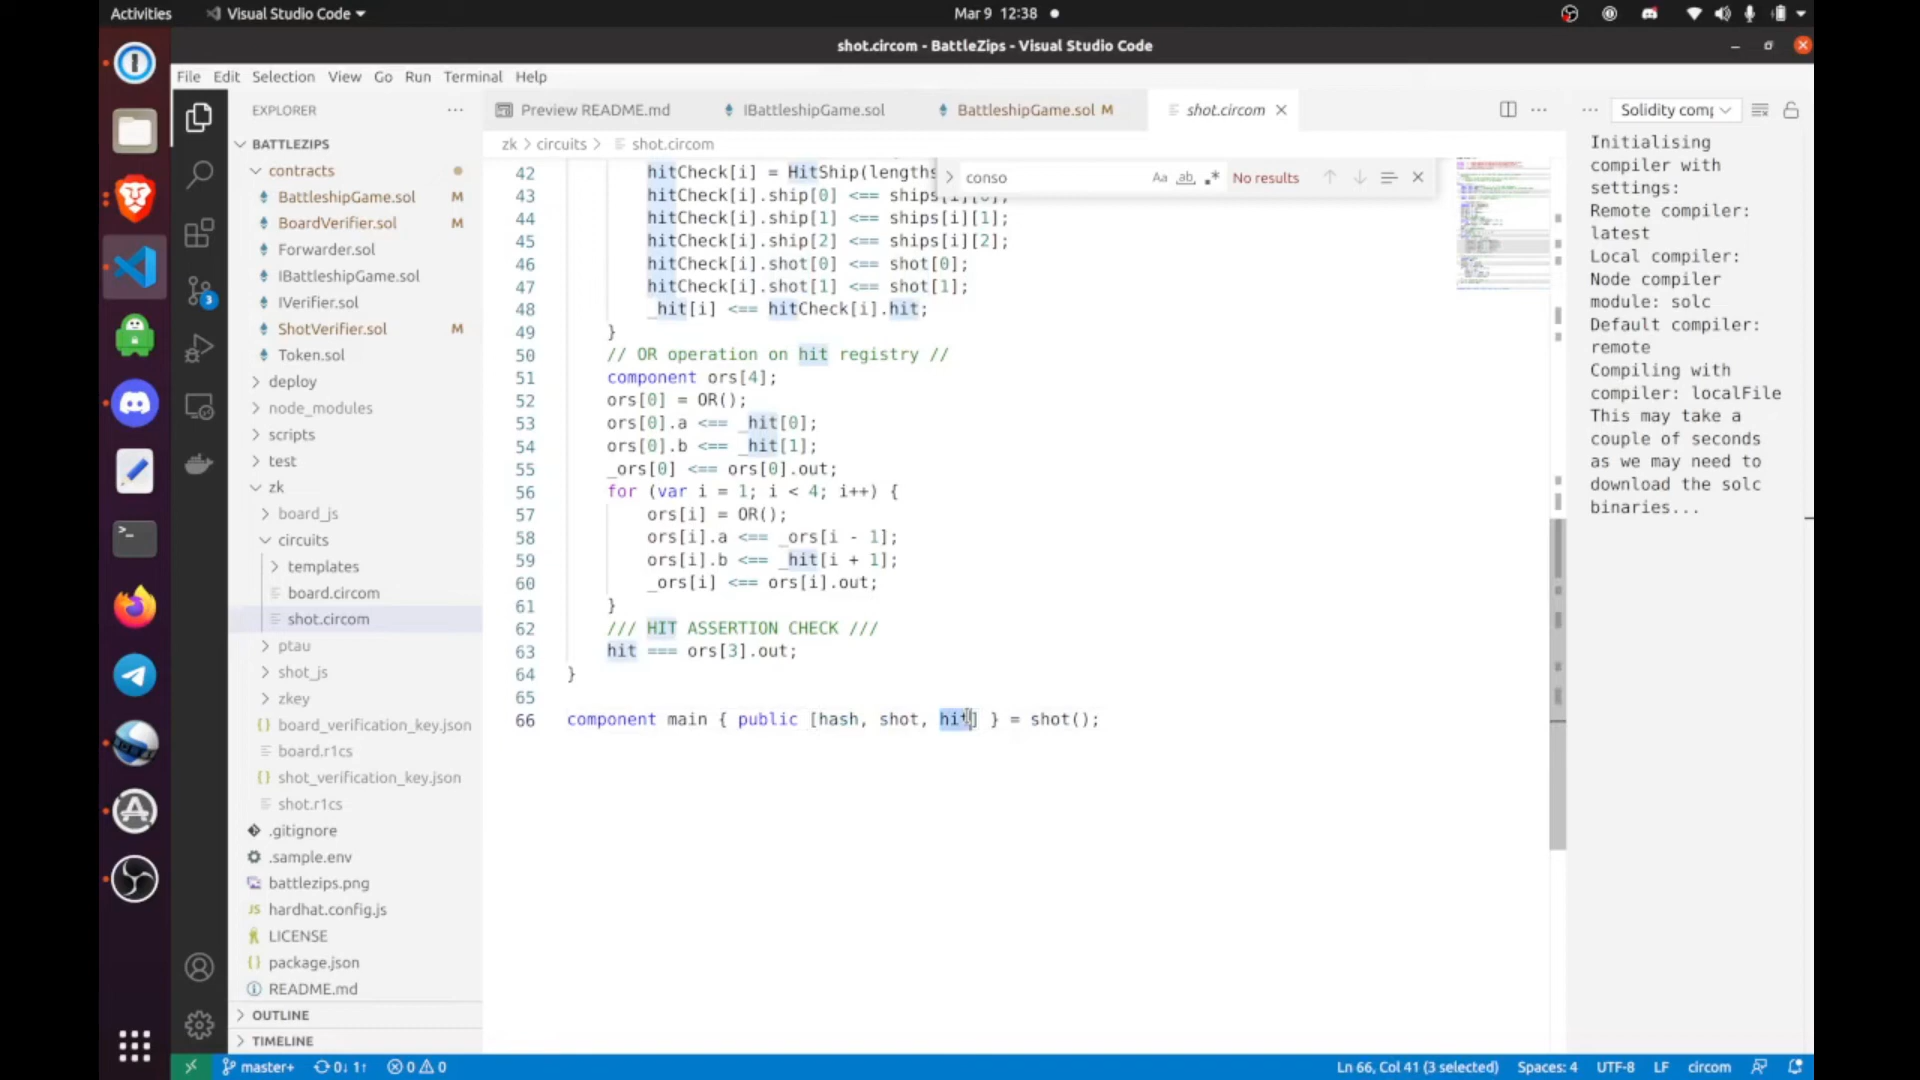 Activities
Visual Studio Code
Mar 9 12:38
shot.circom - BattleZips - Visual Studio Code
File Edit Selection View Go Run Terminal Help
EXPLORER
Preview README.md
IBattleshipGame.sol
BattleshipGame.sol M
shot.circom
Solidity comp
BATTLEZIPS
contracts
BattleshipGame.sol M
BoardVerifier.sol M
Forwarder.sol
IBattleshipGame.sol
IVerifier.sol
ShotVerifier.sol M
Token.sol
deploy
node_modules
scripts
test
zk
board_js
circuits
templates
board.circom
shot.circom
ptau
shot_js
zkey
board_verification_key.json
board.r1cs
shot_verification_key.json
shot.r1cs
.gitignore
.sample.env
battlezips.png
hardhat.config.js
LICENSE
package.json
README.md
OUTLINE
TIMELINE
3
zk > circuits > shot.circom
conso
Aa ab .*
No results
42 hitCheck[i] = HitShip(lengths
43 hitCheck[i].ship[0] <== ships[i][0];
44 hitCheck[i].ship[1] <== ships[i][1];
45 hitCheck[i].ship[2] <== ships[i][2];
46 hitCheck[i].shot[0] <== shot[0];
47 hitCheck[i].shot[1] <== shot[1];
48 _hit[i] <== hitCheck[i].hit;
49 }
50 // OR operation on hit registry //
51 component ors[4];
52 ors[0] = OR();
53 ors[0].a <== _hit[0];
54 ors[0].b <== _hit[1];
55 _ors[0] <== ors[0].out;
56 for (var i = 1; i < 4; i++) {
57 ors[i] = OR();
58 ors[i].a <== _ors[i - 1];
59 ors[i].b <== _hit[i + 1];
60 _ors[i] <== ors[i].out;
61 }
62 /// HIT ASSERTION CHECK ///
63 hit === ors[3].out;
64 }
65
66 component main { public [hash, shot, hit] } = shot();
Initialising
compiler with
settings:
Remote compiler:
latest
Local compiler:
Node compiler
module: solc
Default compiler:
remote
Compiling with
compiler: localFile
This may take a
couple of seconds
as we may need to
download the solc
binaries...
master+ 0↓ 1↑ 0 0
Ln 66, Col 41 (3 selected) Spaces: 4 UTF-8 LF circom